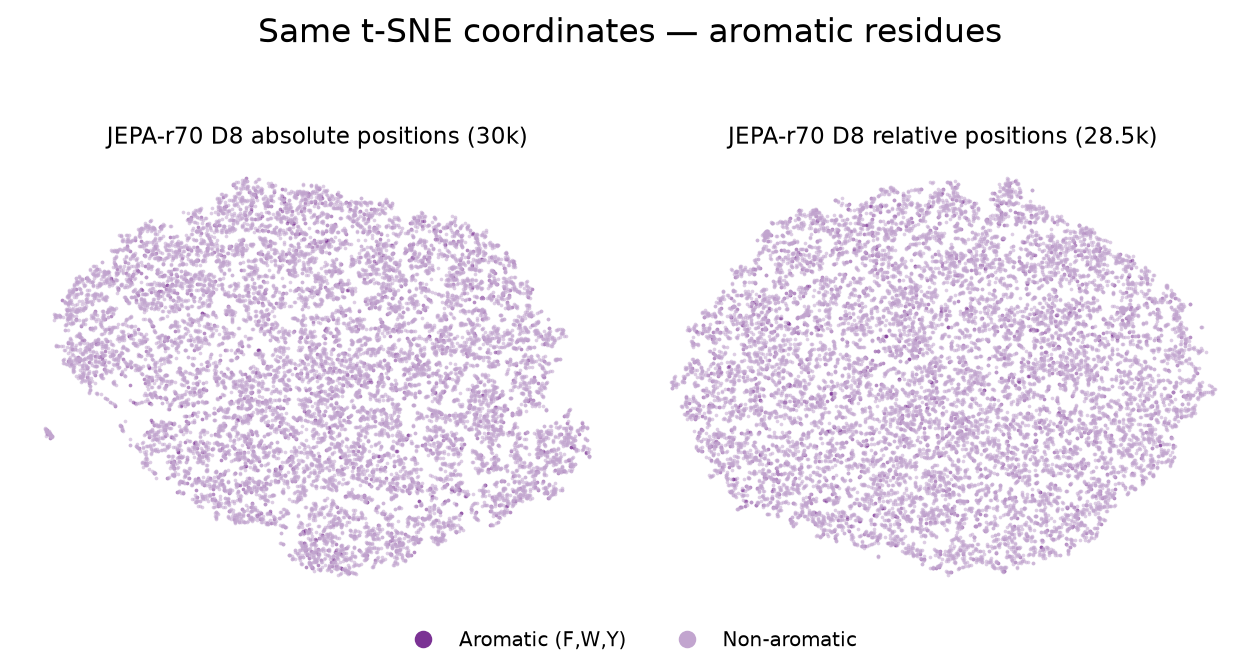 Same t-SNE coordinates — aromatic residues
JEPA-r70 D8 absolute positions (30k)
JEPA-r70 D8 relative positions (28.5k)
Aromatic (F,W,Y)
Non-aromatic